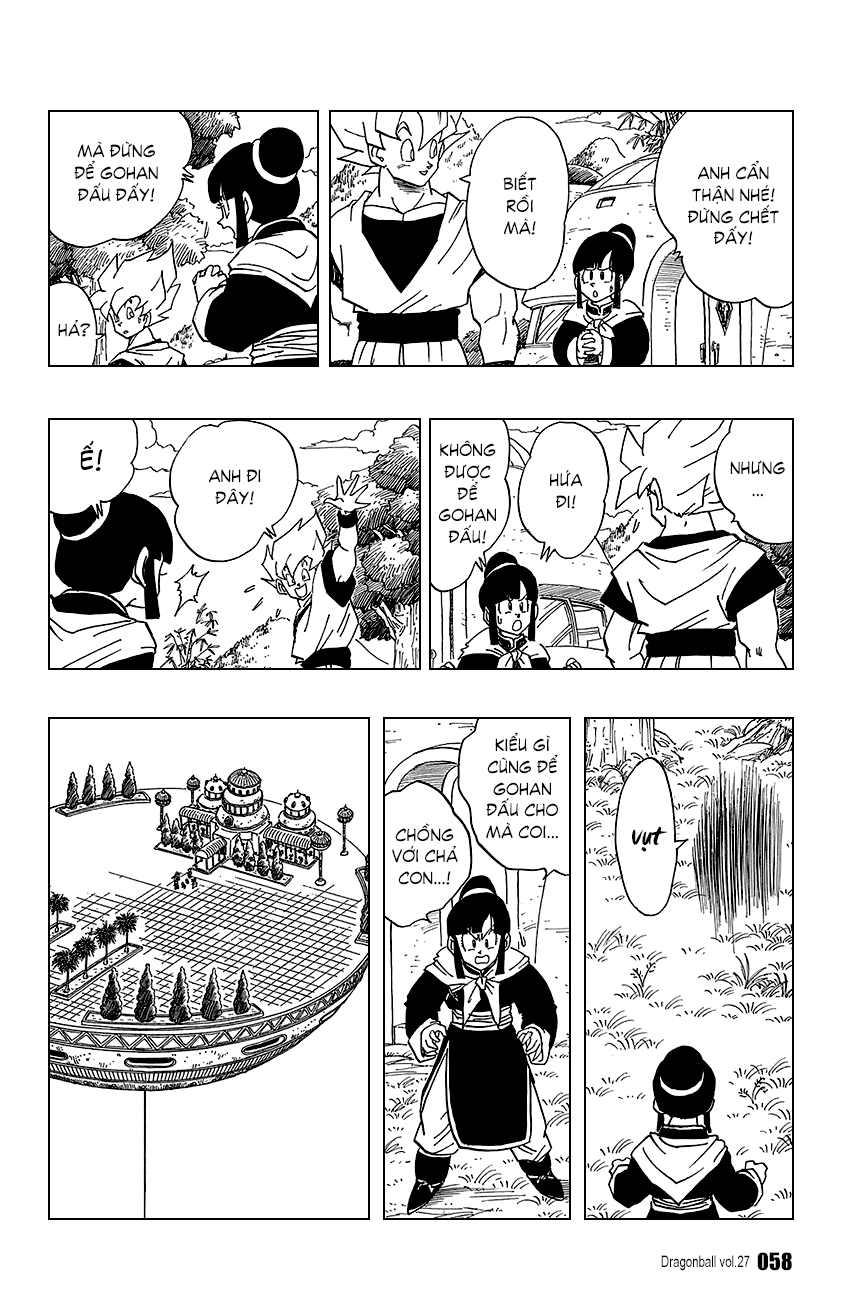 ANH CẨN
THẬN NHÉ!
ĐỪNG CHẾT
ĐẤY!
BIẾT
RỒI
MÀ!
MÀ ĐỪNG
ĐỂ GOHAN
ĐẤU ĐẤY!
HẢ?
NHƯNG
...
HỨA
ĐI!
KHÔNG
ĐƯỢC
ĐỂ
GOHAN
ĐẤU!
ANH ĐI
ĐÂY!
Ế!
VỤT
KIỂU GÌ
CŨNG ĐỂ
GOHAN
ĐẤU CHO
MÀ COI...
CHỒNG
VỚI CHẢ
CON...!
Dragonball vol.27 058